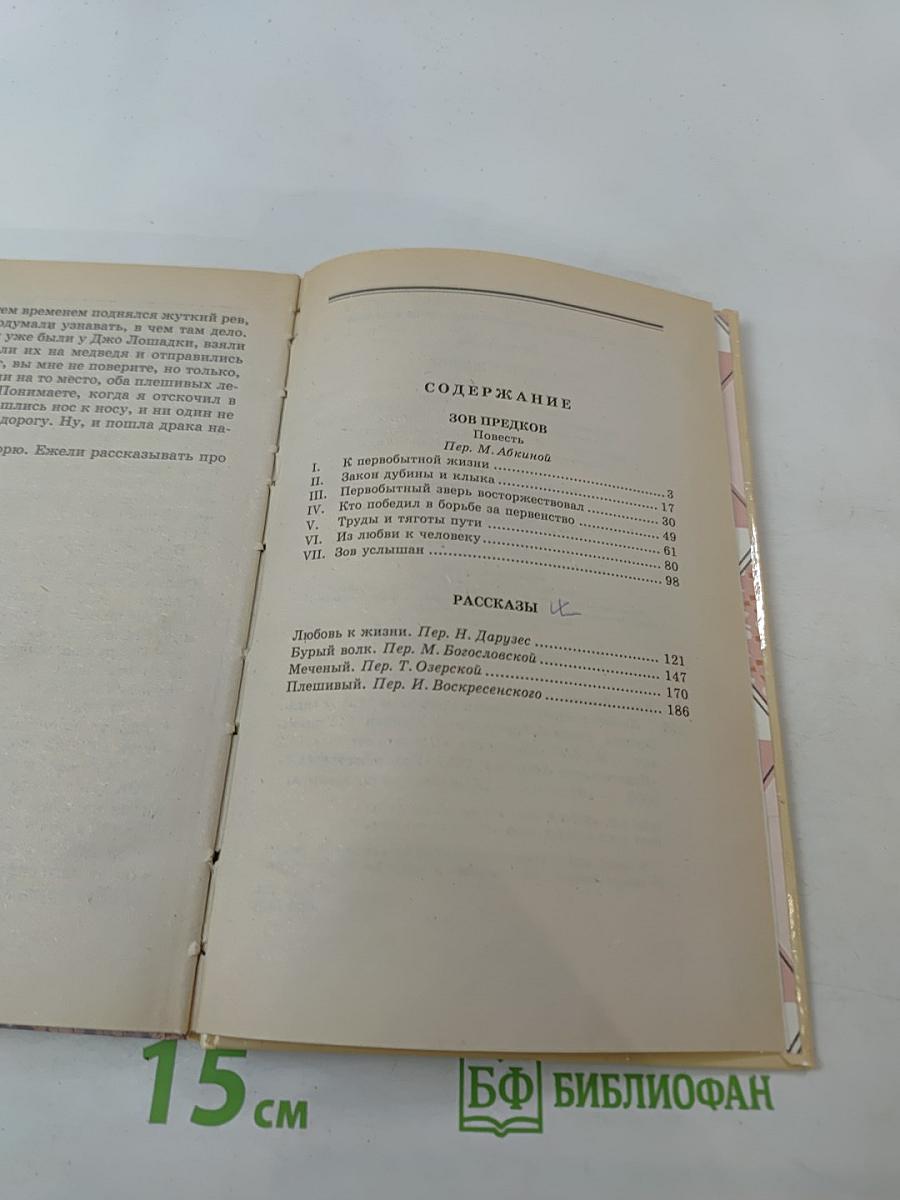 тем временем поднялся жуткий рев,
одумали узнавать, в чем там дело.
уже были у Джо Лошадки, взяли
ли их на медведя и отправились
вы мне не поверите, но только,
ли на то место, оба плешивых ле-
Понимаете, когда я отскочил в
шлись нос к носу, и ни один не
дорогу. Ну, и пошла драка на-
орю. Ежели рассказывать про
СОДЕРЖАНИЕ
ЗОВ ПРЕДКОВ
Повесть
Пер. М. Абкиной
I. К первобытной жизни ........ 3
II. Закон дубины и клыка ........ 17
III. Первобытный зверь восторжествовал ........ 30
IV. Кто победил в борьбе за первенство ........ 49
V. Труды и тяготы пути ........ 61
VI. Из любви к человеку ........ 80
VII. Зов услышан ........ 98
РАССКАЗЫ
Любовь к жизни. Пер. Н. Дарузес ........ 121
Бурый волк. Пер. М. Богословской ........ 147
Меченый. Пер. Т. Озерской ........ 170
Плешивый. Пер. И. Воскресенского ........ 186
15 см
БФ БИБЛИОФАН